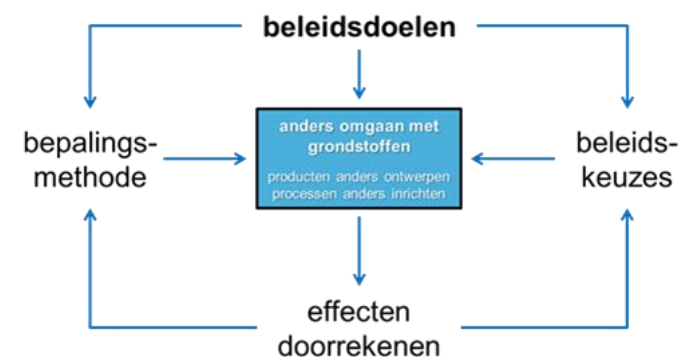 beleidsdoelen
bepalings-
methode
anders omgaan met
grondstoffen
producten anders ontwerpen
processen anders inrichten
beleids-
keuzes
effecten
doorrekenen